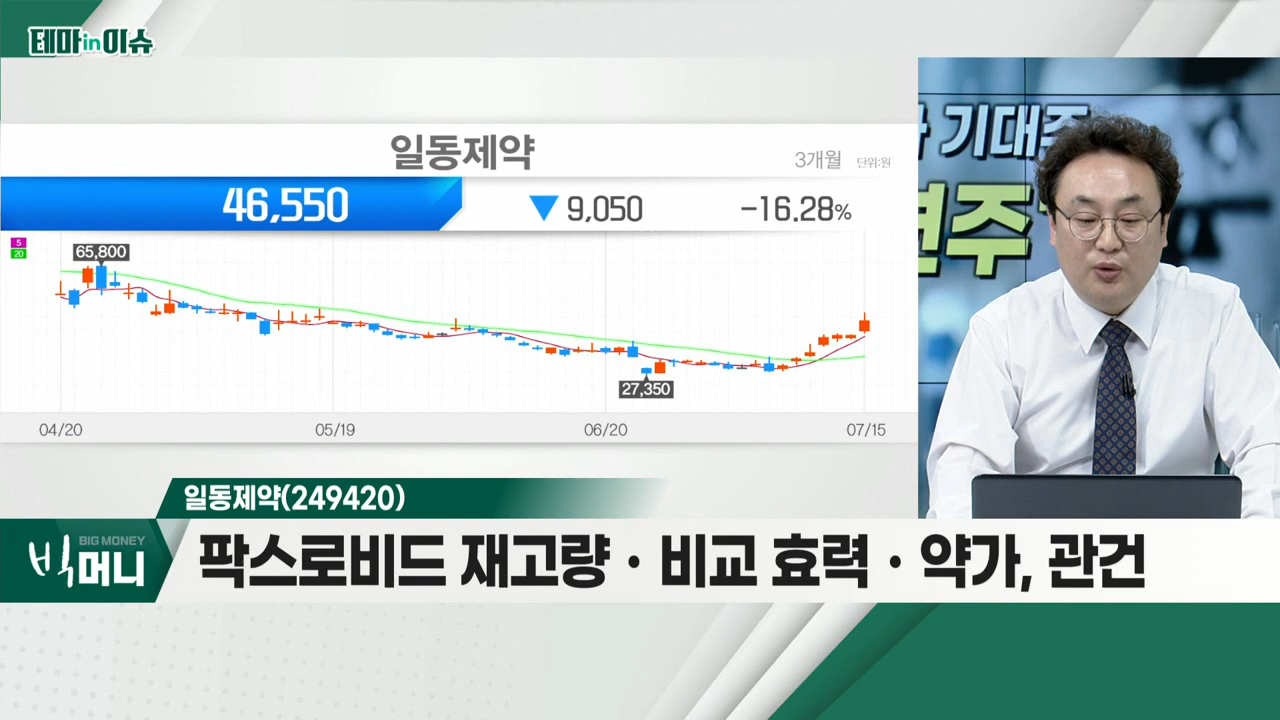 테마in이슈
기대주
일동제약
3개월 단위:원
46,550 ▼ 9,050 -16.28%
5
20
65,800
27,350
04/20 05/19 06/20 07/15
일동제약(249420)
BIG MONEY
빅머니
팍스로비드 재고량 · 비교 효력 · 약가, 관건